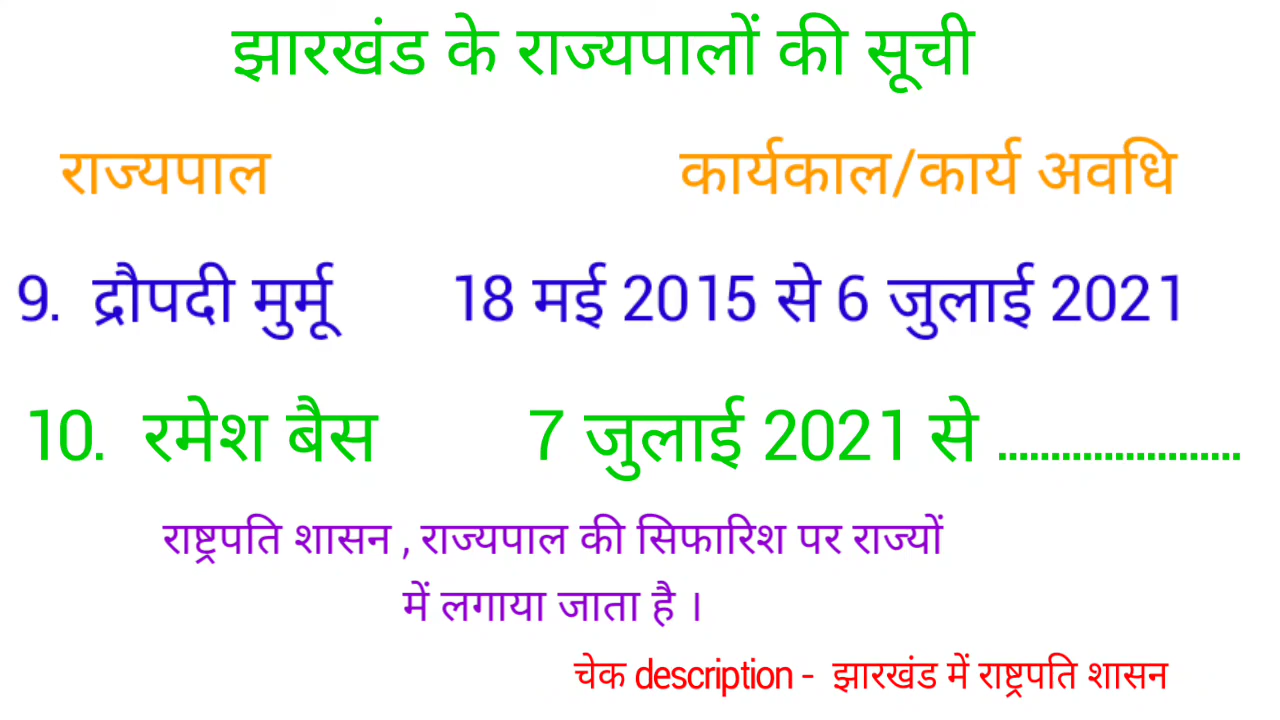 झारखंड के राज्यपालों की सूची
राज्यपाल कार्यकाल/कार्य अवधि
9. द्रौपदी मुर्मू 18 मई 2015 से 6 जुलाई 2021
10. रमेश बैस 7 जुलाई 2021 से .......................
राष्ट्रपति शासन , राज्यपाल की सिफारिश पर राज्यों
में लगाया जाता है ।
चेक description - झारखंड में राष्ट्रपति शासन